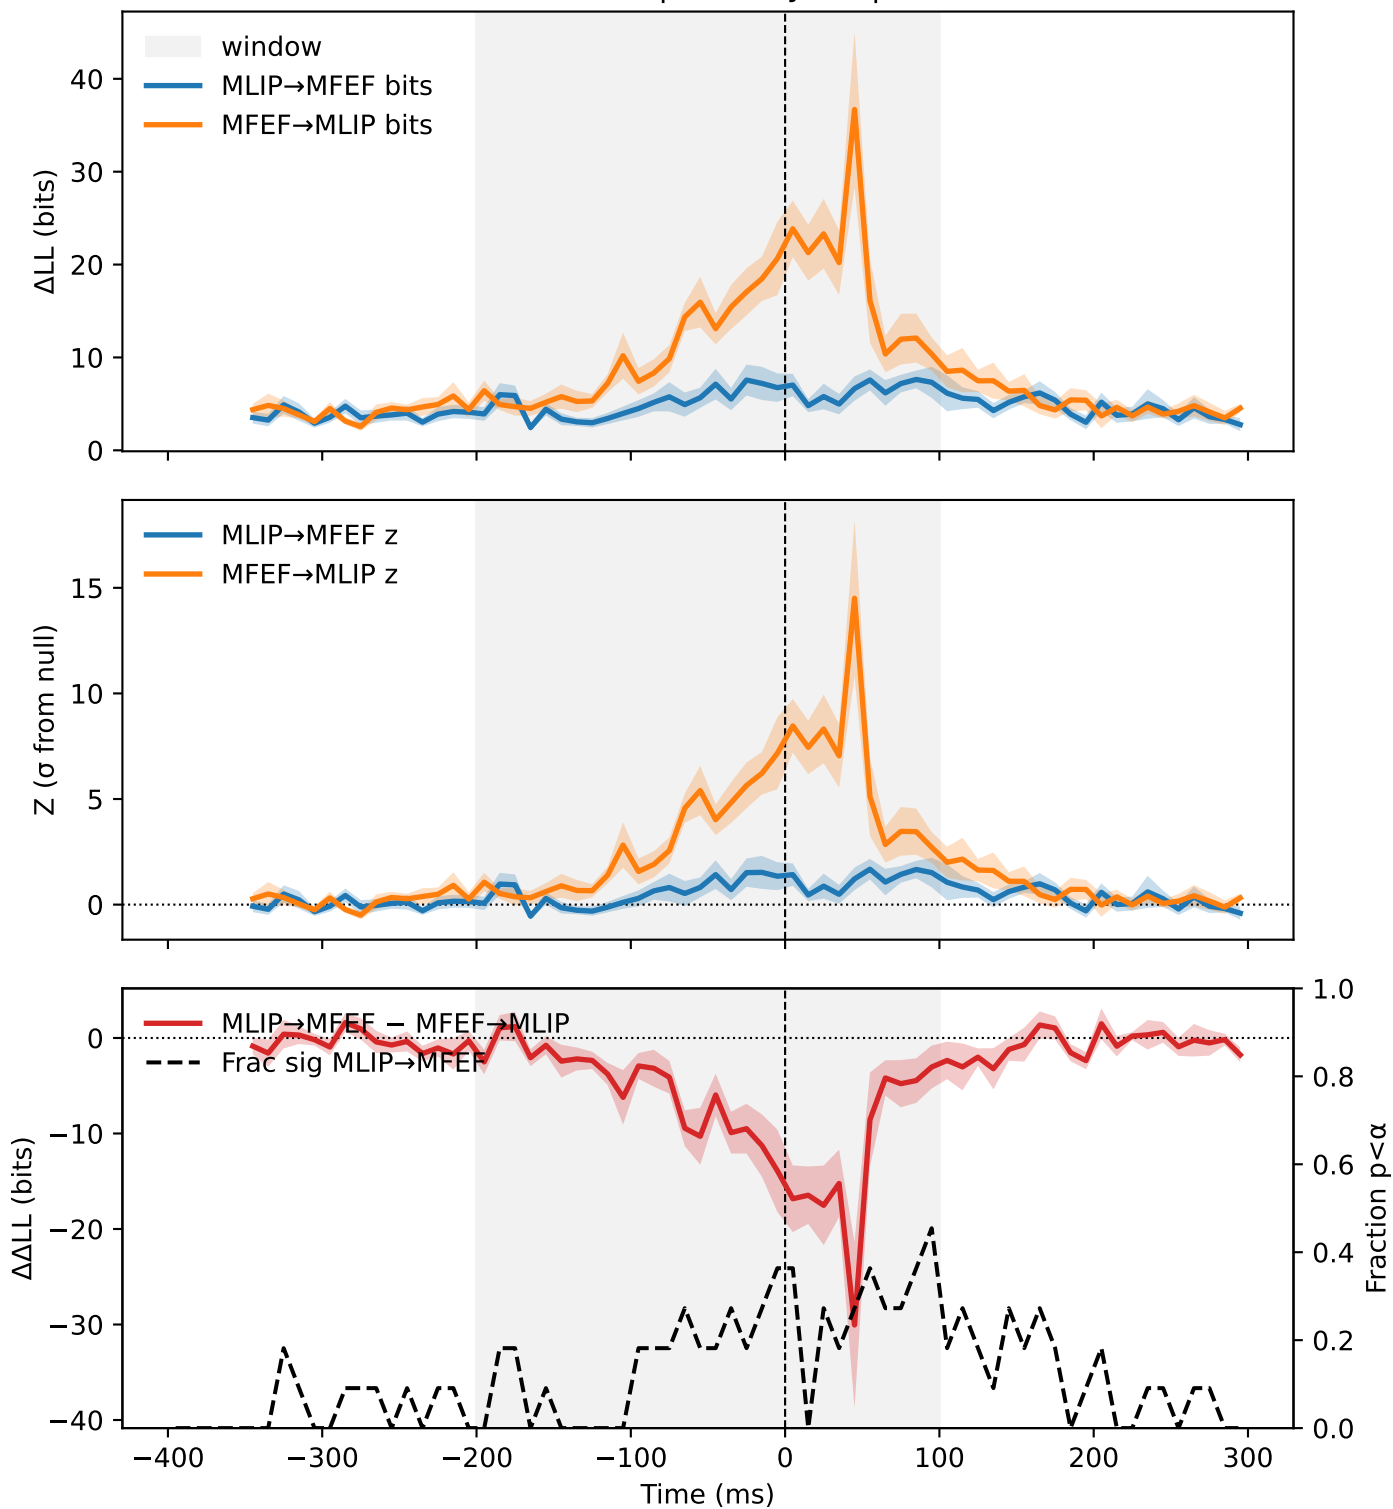 window
MLIP→MFEF bits
MFEF→MLIP bits
40
30
20
10
0
ΔLL (bits)
MLIP→MFEF z
MFEF→MLIP z
15
10
5
0
Z (σ from null)
MLIP→MFEF − MFEF→MLIP
Frac sig MLIP→MFEF
0
−10
−20
−30
−40
ΔΔLL (bits)
1.0
0.8
0.6
0.4
0.2
0.0
Fraction p<α
−400 −300 −200 −100 0 100 200 300
Time (ms)